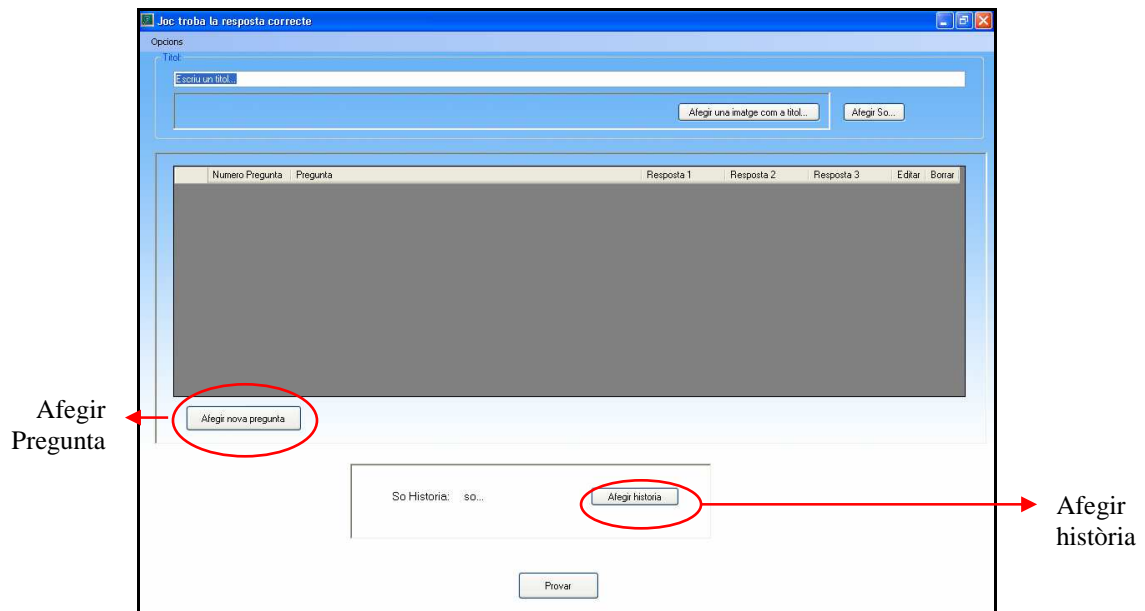 Joc troba la resposta correcte
Opcions
Titol:
Escriu un titol...
Afegir una imatge com a titol... Afegir So...
Numero Pregunta Pregunta Resposta 1 Resposta 2 Resposta 3 Editar Borrar
Afegir
Pregunta
Afegir nova pregunta
So Historia: so... Afegir historia
Afegir
història
Provar